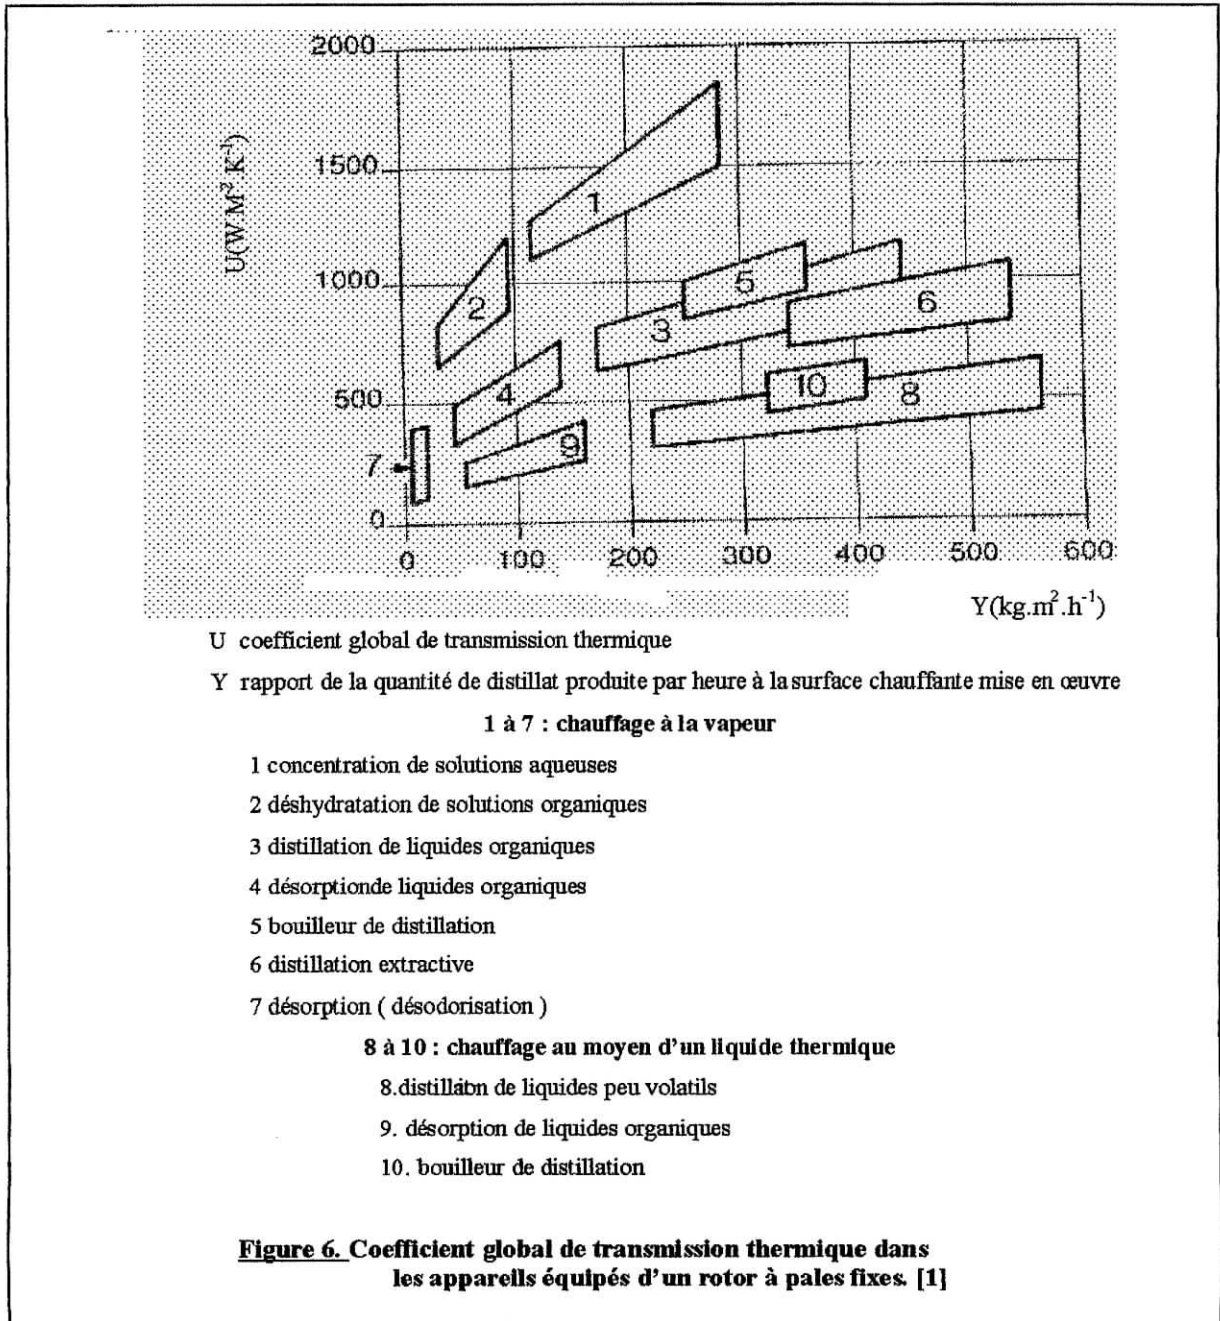 2000
1500
1000
500
0
U(W.M² K⁻¹)
1
2
3
4
5
6
7
8
9
10
0 100 200 300 400 500 600
Y(kg.m².h⁻¹)
U coefficient global de transmission thermique
Y rapport de la quantité de distillat produite par heure à la surface chauffante mise en œuvre
1 à 7 : chauffage à la vapeur
1 concentration de solutions aqueuses
2 déshydratation de solutions organiques
3 distillation de liquides organiques
4 désorptionde liquides organiques
5 bouilleur de distillation
6 distillation extractive
7 désorption ( désodorisation )
8 à 10 : chauffage au moyen d'un liquide thermique
8.distillation de liquides peu volatils
9. désorption de liquides organiques
10. bouilleur de distillation
Figure 6. Coefficient global de transmission thermique dans
les appareils équipés d'un rotor à pales fixes. [1]